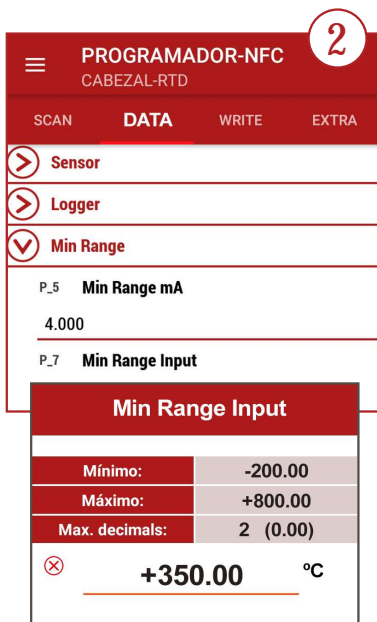 2
PROGRAMADOR-NFC
CABEZAL-RTD
SCAN DATA WRITE EXTRA
Sensor
Logger
Min Range
P_5 Min Range mA
4.000
P_7 Min Range Input
Min Range Input
Mínimo: -200.00
Máximo: +800.00
Max. decimals: 2 (0.00)
+350.00 ºC